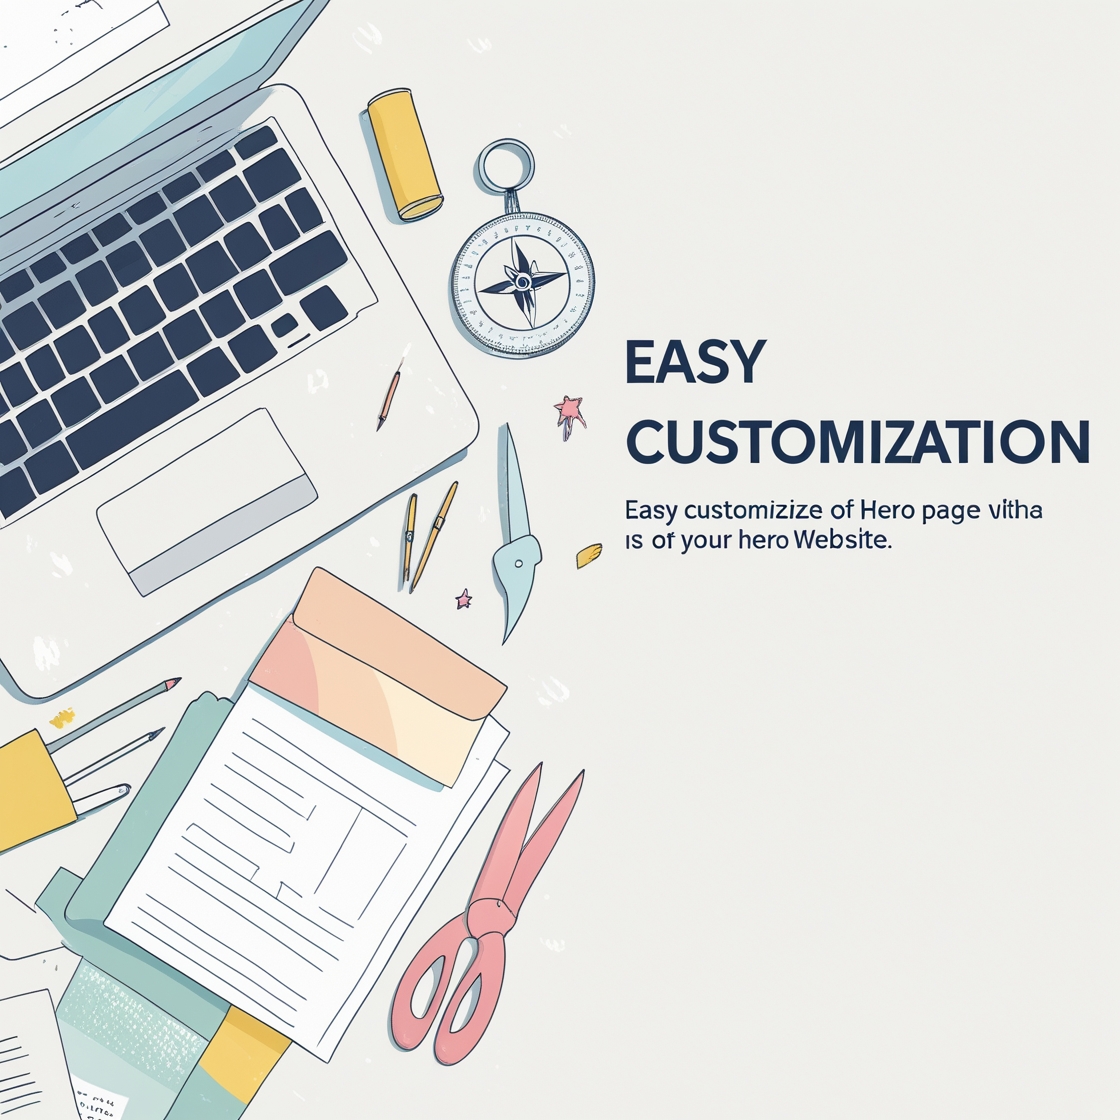 EASY
CUSTOMIZATION
Easy customizize of Hero page vitha
is of your hero Website.